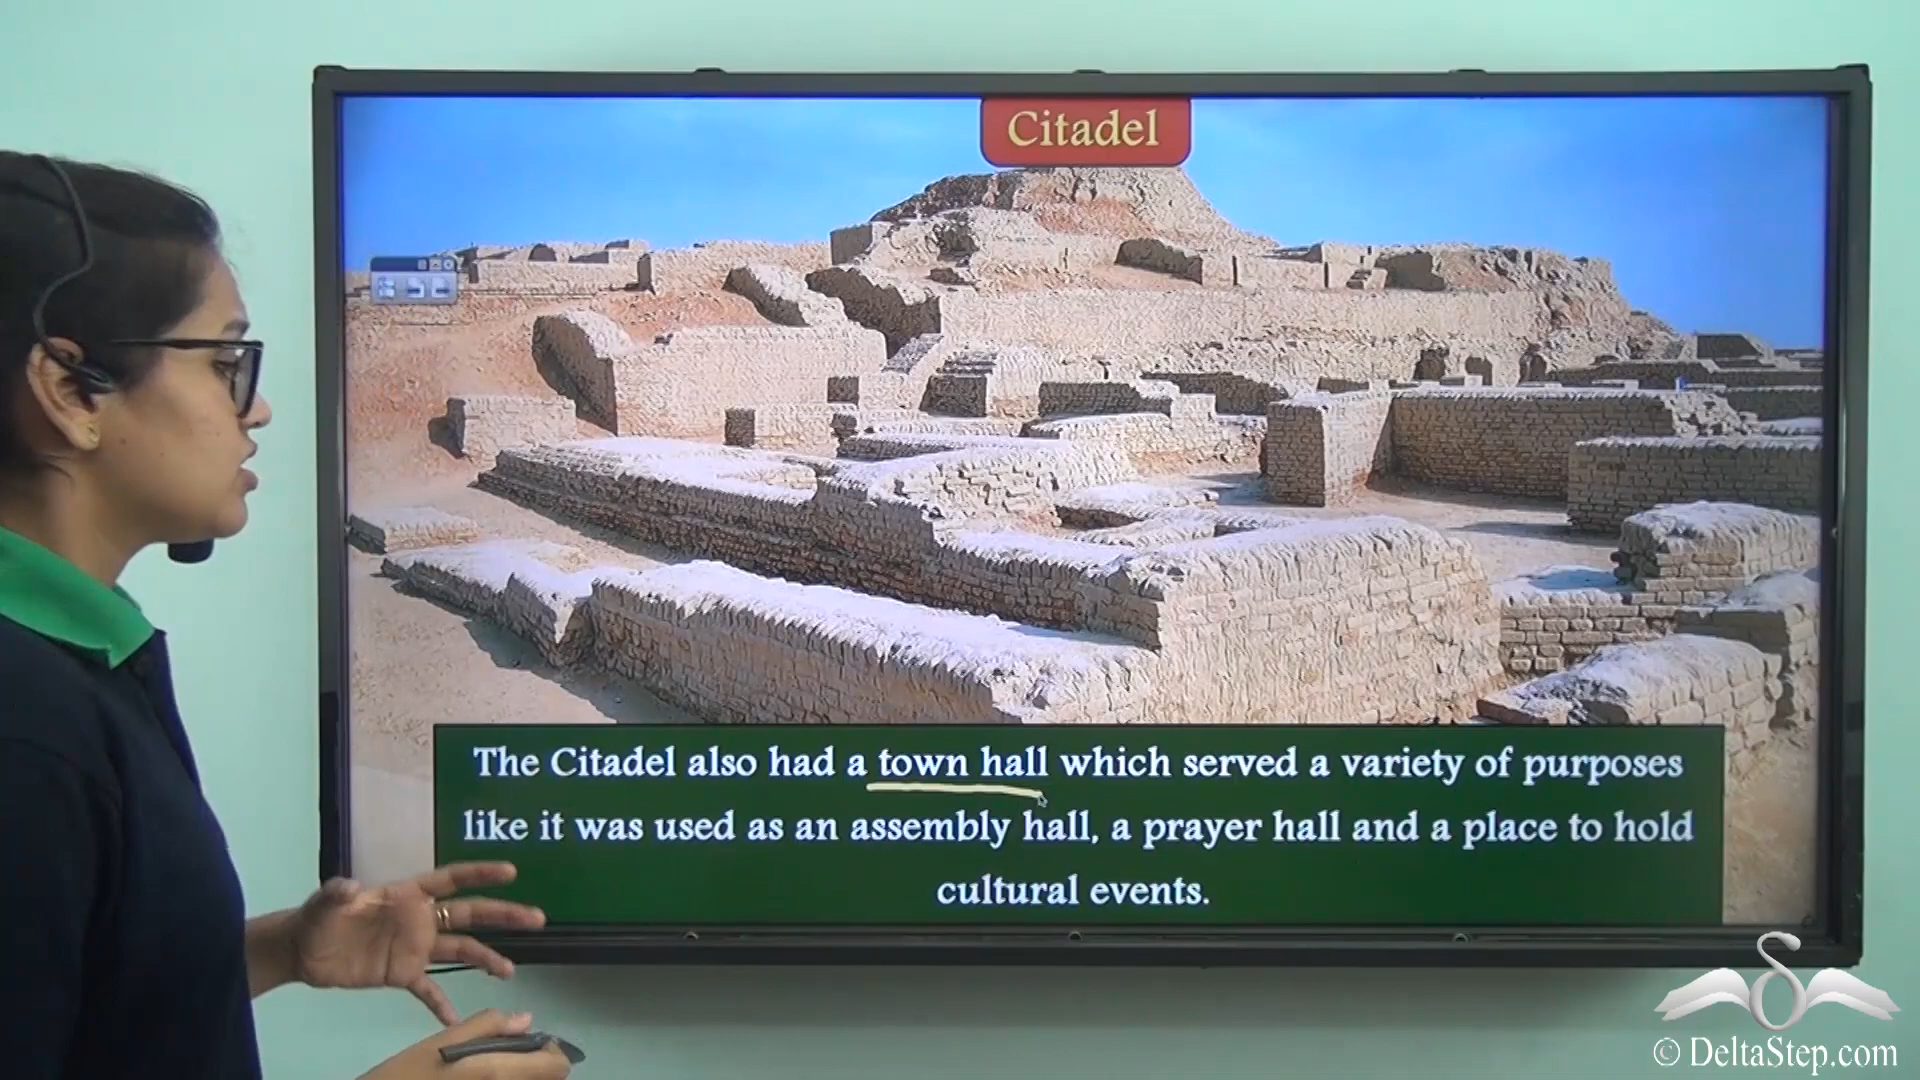 Citadel
The Citadel also had a town hall which served a variety of purposes
like it was used as an assembly hall, a prayer hall and a place to hold
cultural events.
© DeltaStep.com